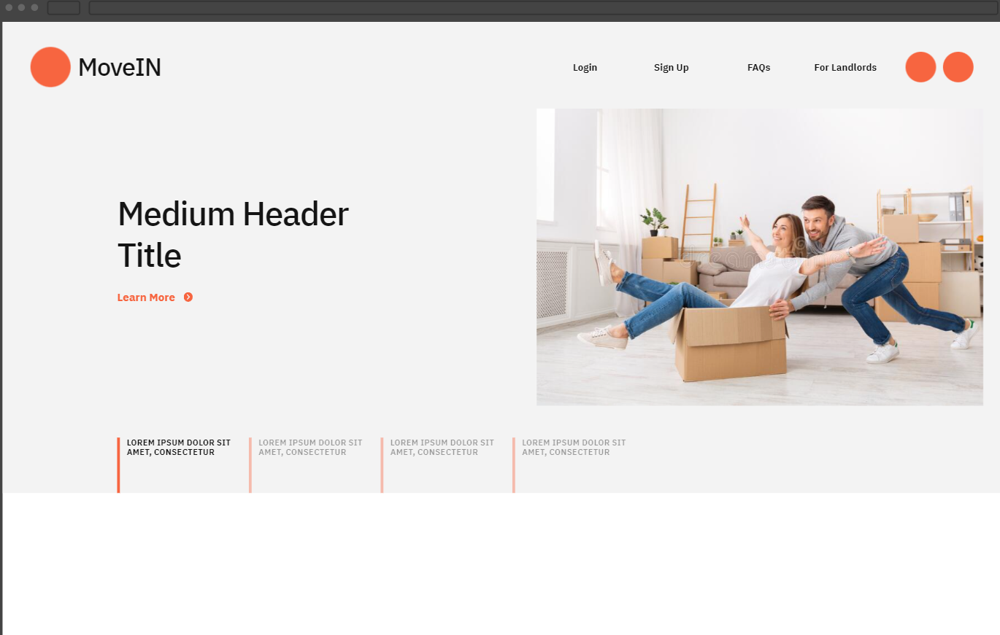 MoveIN
Login
Sign Up
FAQs
For Landlords
Medium Header
Title
Learn More
LOREM IPSUM DOLOR SIT
AMET, CONSECTETUR
LOREM IPSUM DOLOR SIT
AMET, CONSECTETUR
LOREM IPSUM DOLOR SIT
AMET, CONSECTETUR
LOREM IPSUM DOLOR SIT
AMET, CONSECTETUR